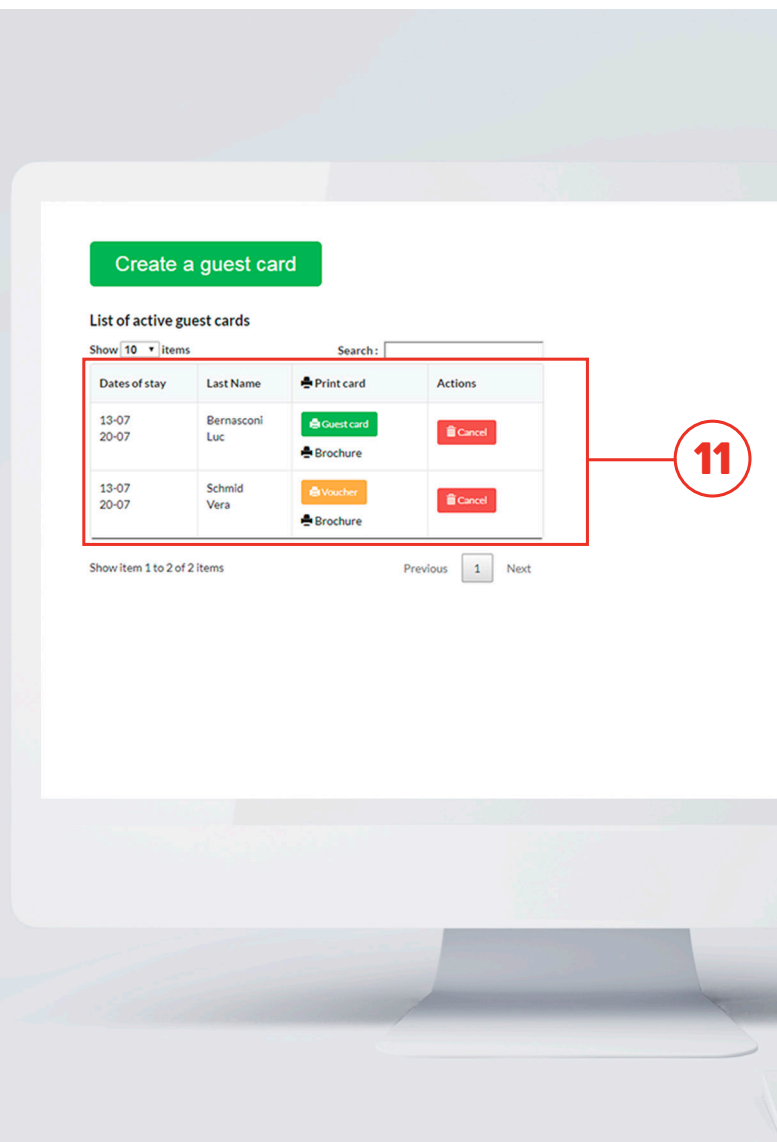 Create a guest card
List of active guest cards
Show 10 items Search :
Dates of stay Last Name Print card Actions
13-07 Bernasconi Guest card Cancel
20-07 Luc Brochure
13-07 Schmid Voucher Cancel
20-07 Vera Brochure
Show item 1 to 2 of 2 items Previous 1 Next
11